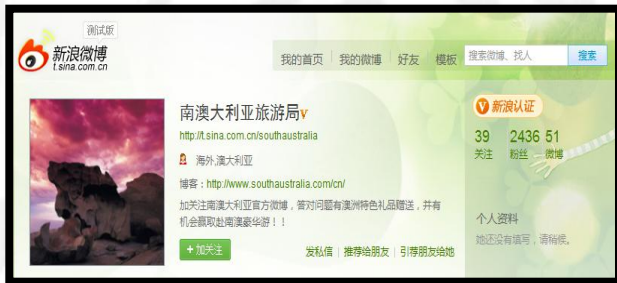 测试版
新浪微博
t.sina.com.cn
我的首页 我的微博 好友 模板 搜索微博、找人 搜索
南澳大利亚旅游局v
http://t.sina.com.cn/southaustralia
海外,澳大利亚
博客：http://www.southaustralia.com/cn/
加关注南澳大利亚官方微博，答对问题有澳洲特色礼品赠送，并有
机会赢取赴南澳豪华游！！
+加关注 发私信 | 推荐给朋友 | 引荐朋友给她
V 新浪认证
39 2436 51
关注 粉丝 微博
个人资料
她还没有填写，请稍候。